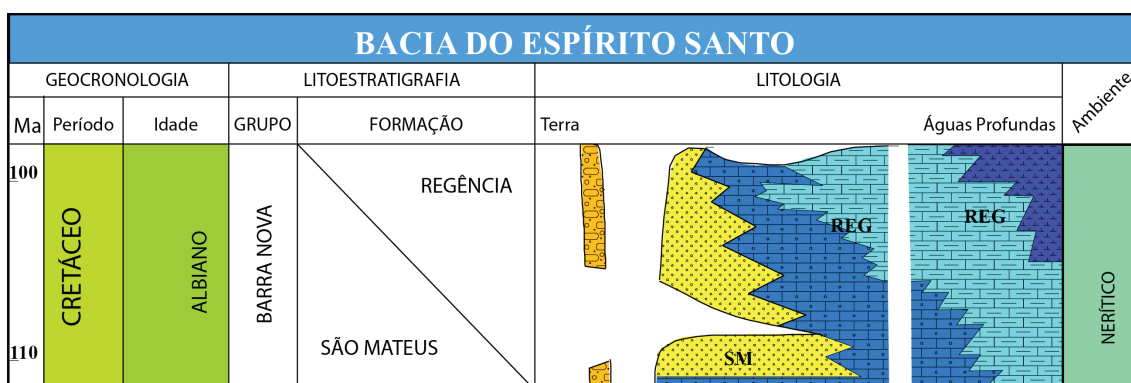 BACIA DO ESPÍRITO SANTO
GEOCRONOLOGIA
LITOESTRATIGRAFIA
LITOLOGIA
Ambiente
Ma
Período
Idade
GRUPO
FORMAÇÃO
Terra
Águas Profundas
100
110
CRETÁCEO
ALBIANO
BARRA NOVA
REGÊNCIA
SÃO MATEUS
REG
REG
SM
NERÍTICO